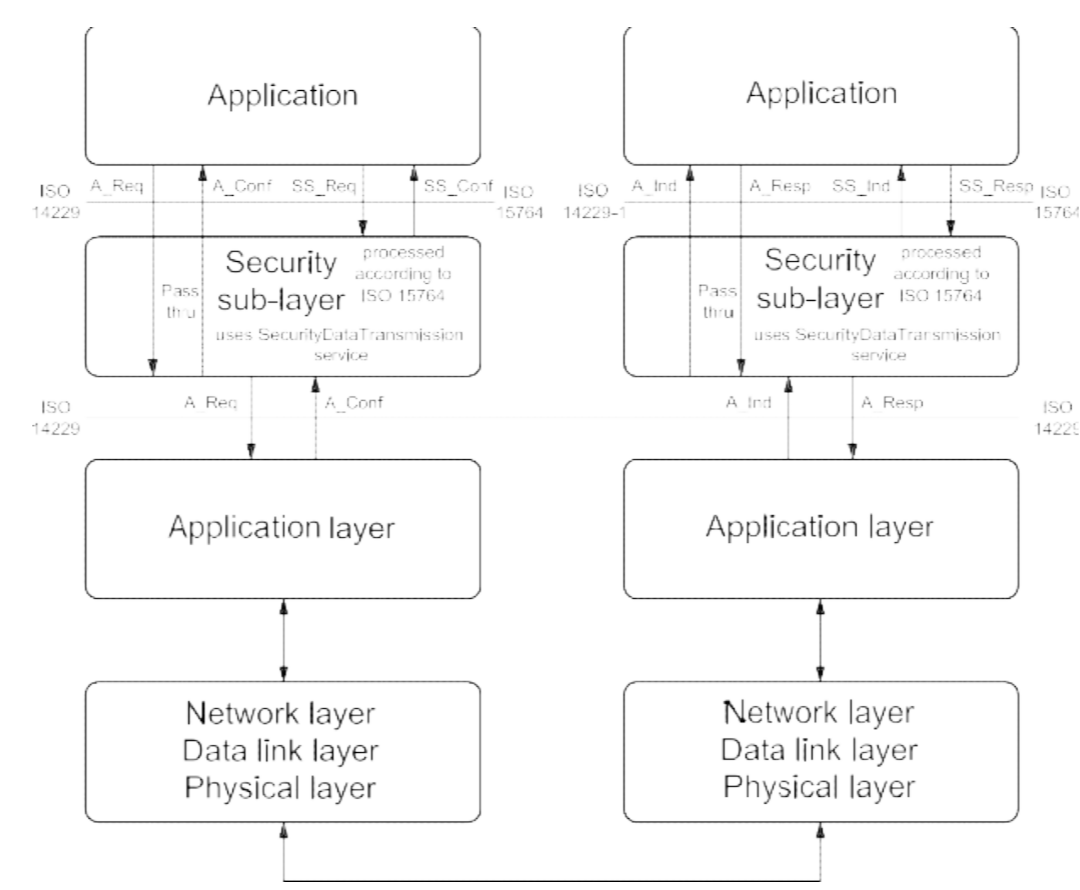 Application
Application
ISO
14229
A_Req
A_Conf
SS_Req
SS_Conf
ISO
15764
ISO
14229-1
A_Ind
A_Resp
SS_Ind
SS_Resp
ISO
15764
Security
sub-layer
processed
according to
ISO 15764
Pass
thru
uses SecurityDataTransmission
service
Security
sub-layer
processed
according to
ISO 15764
Pass
thru
uses SecurityDataTransmission
service
ISO
14229
A_Req
A_Conf
A_Ind
A_Resp
ISO
14229
Application layer
Application layer
Network layer
Data link layer
Physical layer
Network layer
Data link layer
Physical layer